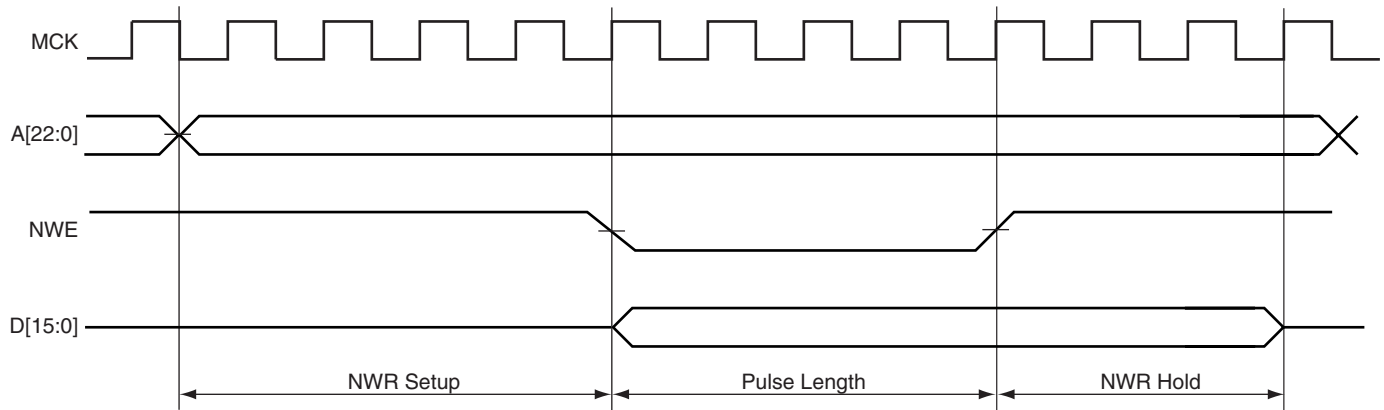 MCK
A[22:0]
NWE
D[15:0]
NWR Setup
Pulse Length
NWR Hold